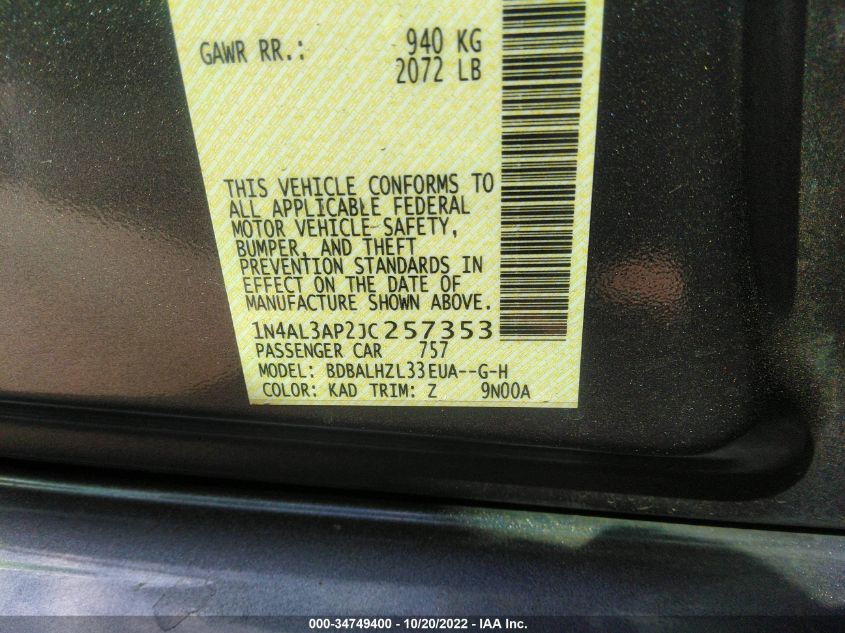 GAWR RR.: 940 KG
2072 LB
THIS VEHICLE CONFORMS TO
ALL APPLICABLE FEDERAL
MOTOR VEHICLE SAFETY,
BUMPER, AND THEFT
PREVENTION STANDARDS IN
EFFECT ON THE DATE OF
MANUFACTURE SHOWN ABOVE.
1N4AL3AP2JC257353
PASSENGER CAR 757
MODEL: BDBALHZL33EUA--G-H
COLOR: KAD TRIM: Z 9N00A
000-34749400 - 10/20/2022 - IAA Inc.